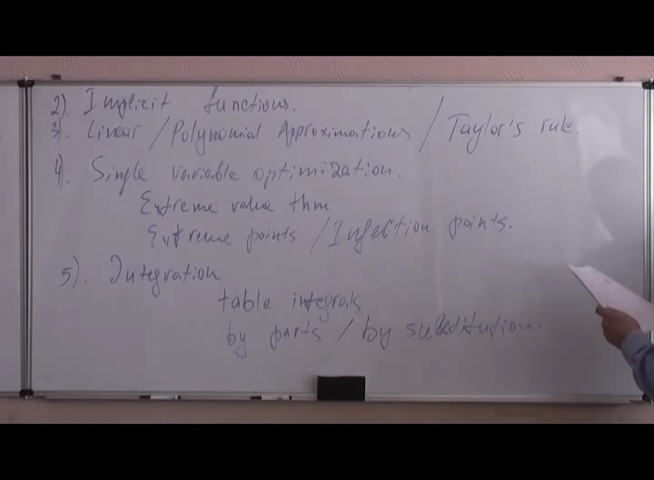 2). Implicit functions.
3). Linear / Polynomial Approximations / Taylor's rule.
4). Single variable optimization.
Extreme value thm
Extreme points / Inflection points.
5). Integration
table integrals
by parts / by substitution.